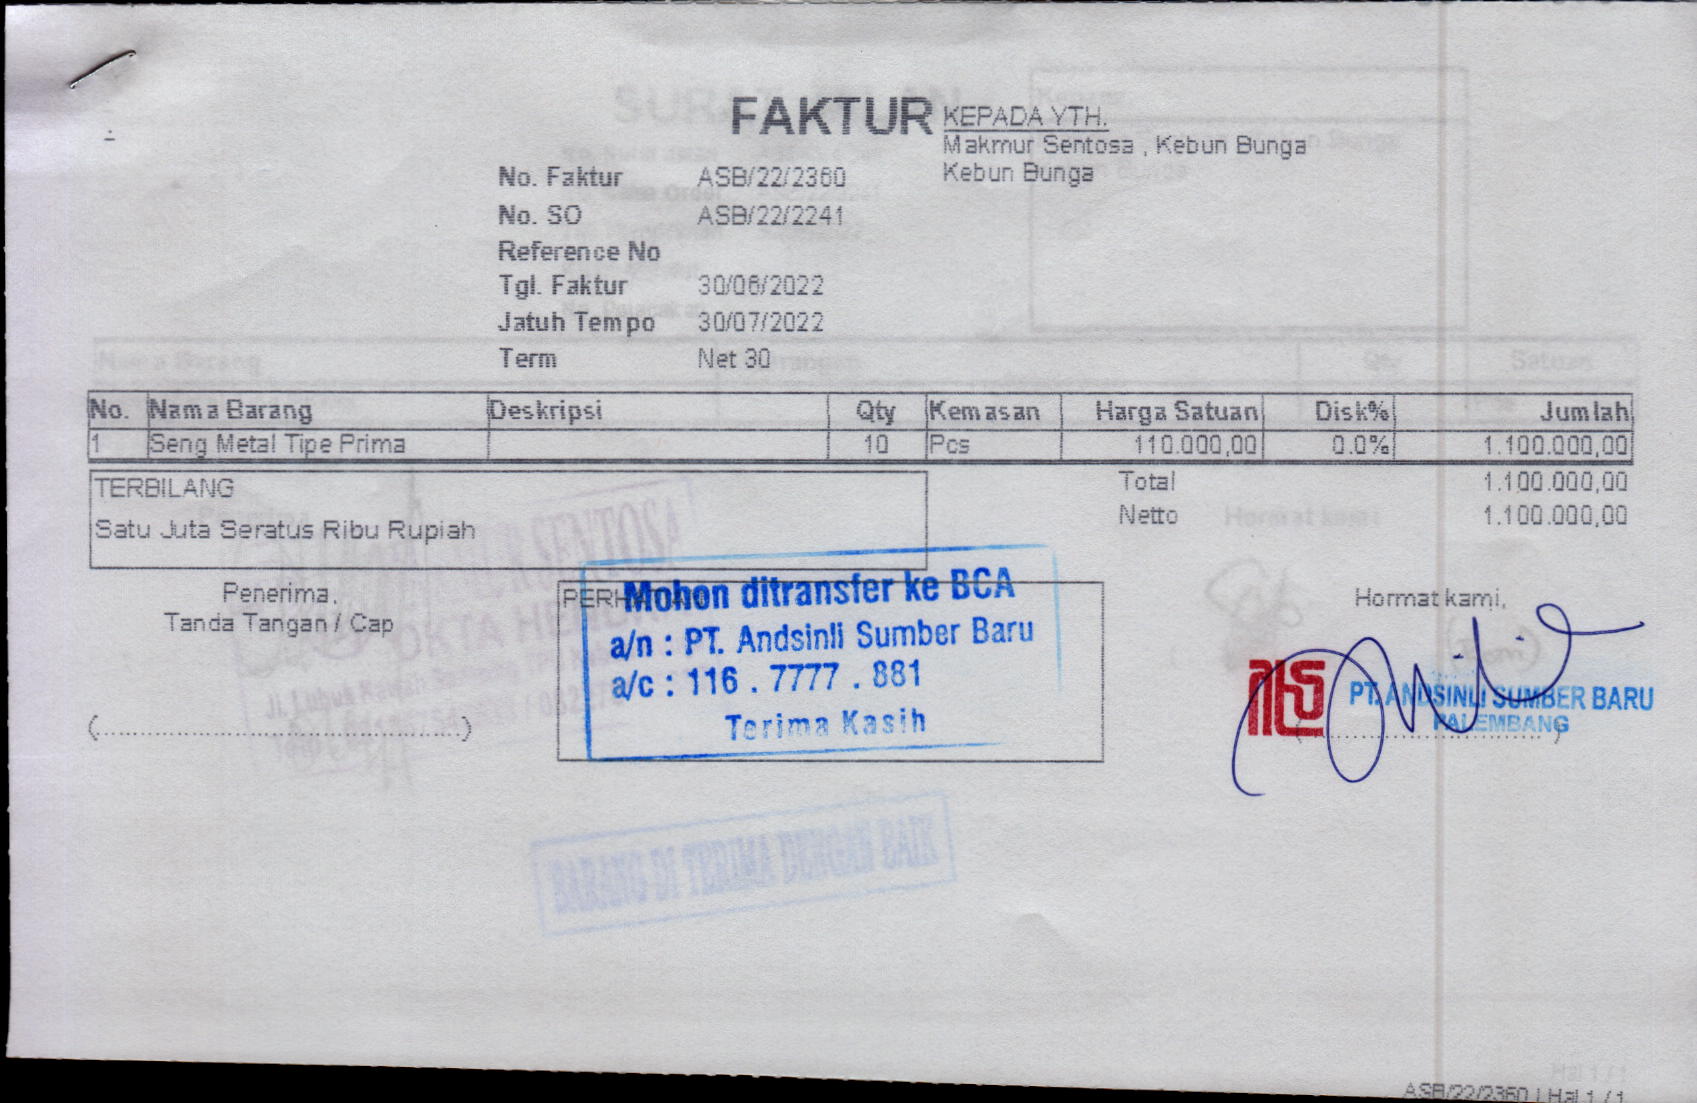 FAKTUR
KEPADA YTH.
Makmur Sentosa , Kebun Bunga
Kebun Bunga
No. Faktur ASB/22/2360
No. SO ASB/22/2241
Reference No
Tgl. Faktur 30/06/2022
Jatuh Tempo 30/07/2022
Term Net 30
No. Nama Barang Deskripsi Qty Kemasan Harga Satuan Disk% Jumlah
1 Seng Metal Tipe Prima 10 Pcs 110.000,00 0.0% 1.100.000,00
TERBILANG
Satu Juta Seratus Ribu Rupiah
Total 1.100.000,00
Netto 1.100.000,00
Penerima,
Tanda Tangan / Cap
(..............................................)
Mohon ditransfer ke BCA
a/n : PT. Andsinli Sumber Baru
a/c : 116 . 7777 . 881
Terima Kasih
Hormat kami,
PT. ANDSINLI SUMBER BARU
PALEMBANG
BARANG DI TERIMA DENGAN BAIK
ASB/22/2360 | Hal 1 / 1